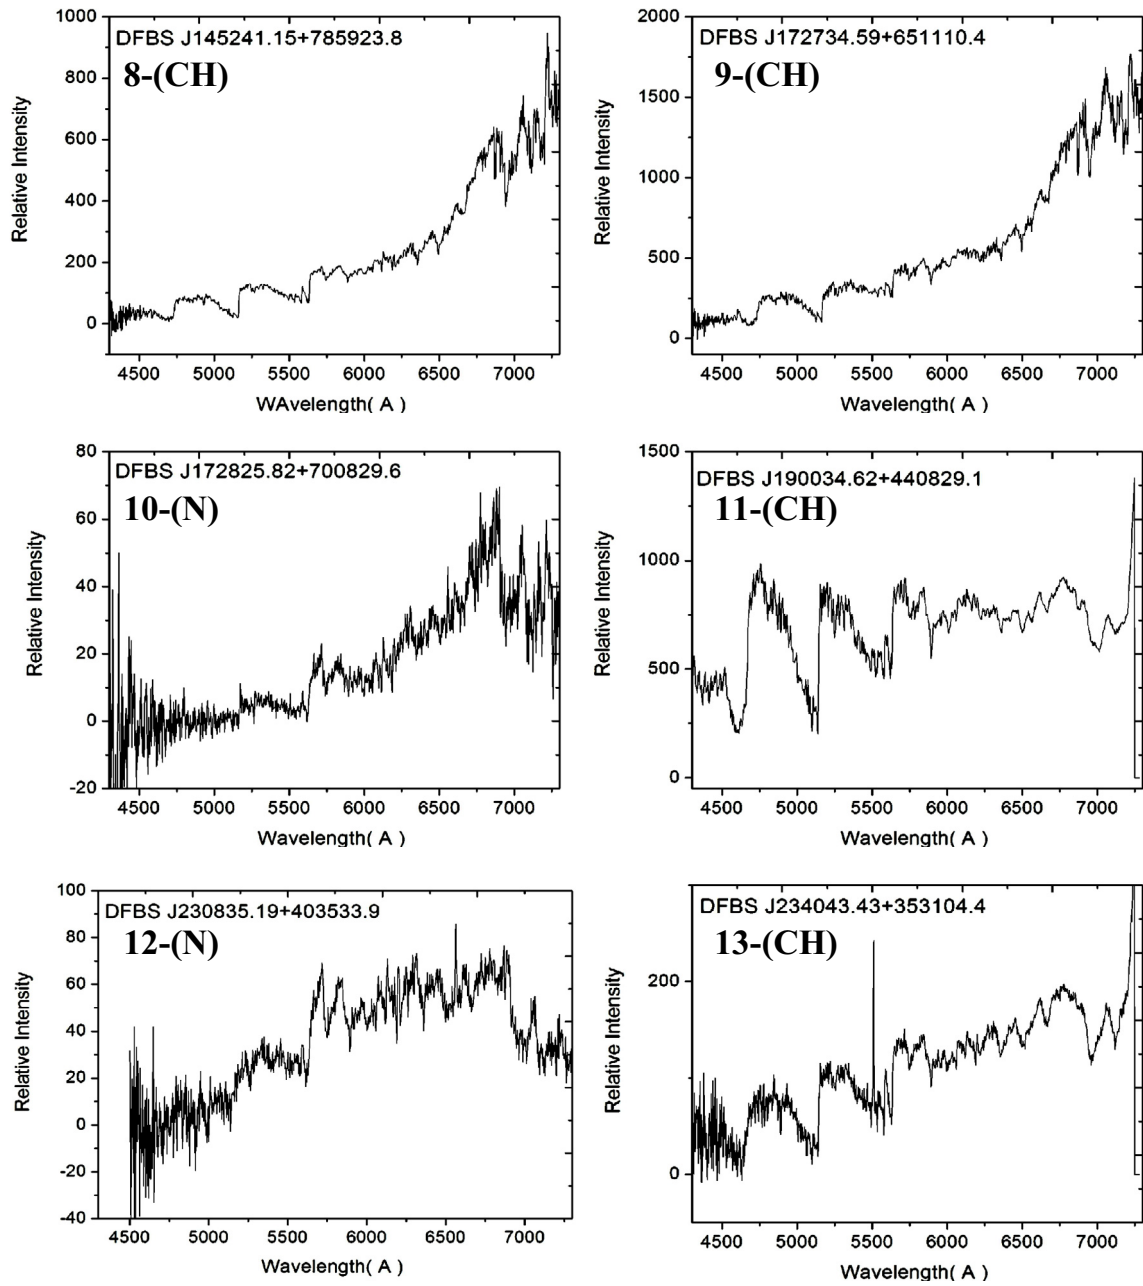 DFBS J145241.15+785923.8
8-(CH)
1000
800
600
400
200
0
Relative Intensity
4500 5000 5500 6000 6500 7000
WAvelength( A )
DFBS J172734.59+651110.4
9-(CH)
2000
1500
1000
500
0
Relative Intensity
4500 5000 5500 6000 6500 7000
Wavelength( A )
DFBS J172825.82+700829.6
10-(N)
80
60
40
20
0
-20
Relative Intensity
4500 5000 5500 6000 6500 7000
Wavelength( A )
DFBS J190034.62+440829.1
11-(CH)
1500
1000
500
0
Relative Intensity
4500 5000 5500 6000 6500 7000
Wavelength( A )
DFBS J230835.19+403533.9
12-(N)
100
80
60
40
20
0
-20
-40
Relative Intensity
4500 5000 5500 6000 6500 7000
Wavelength( A )
DFBS J234043.43+353104.4
13-(CH)
200
0
Relative Intensity
4500 5000 5500 6000 6500 7000
Wavelength( A )